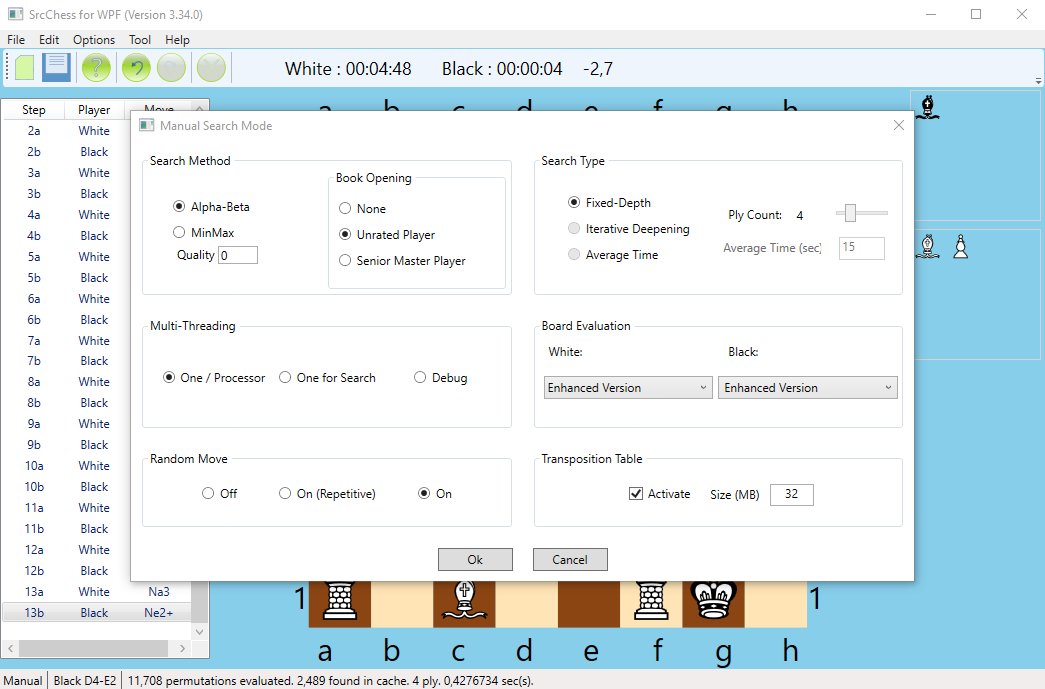 SrcChess for WPF (Version 3.34.0)
File Edit Options Tool Help
White : 00:04:48 Black : 00:00:04 -2,7
Step Player Move
2a White
2b Black
3a White
3b Black
4a White
4b Black
5a White
5b Black
6a White
6b Black
7a White
7b Black
8a White
8b Black
9a White
9b Black
10a White
10b Black
11a White
11b Black
12a White
12b Black
13a White Na3
13b Black Ne2+
a b c d e f g h
Manual Search Mode
Search Method
Alpha-Beta
MinMax
Quality 0
Book Opening
None
Unrated Player
Senior Master Player
Search Type
Fixed-Depth
Iterative Deepening
Average Time
Ply Count: 4
Average Time (sec)
15
Multi-Threading
One / Processor One for Search Debug
Board Evaluation
White: Black:
Enhanced Version Enhanced Version
Random Move
Off On (Repetitive) On
Transposition Table
Activate Size (MB) 32
Ok Cancel
1 1
a b c d e f g h
Manual Black D4-E2 11,708 permutations evaluated. 2,489 found in cache. 4 ply. 0,4276734 sec(s).